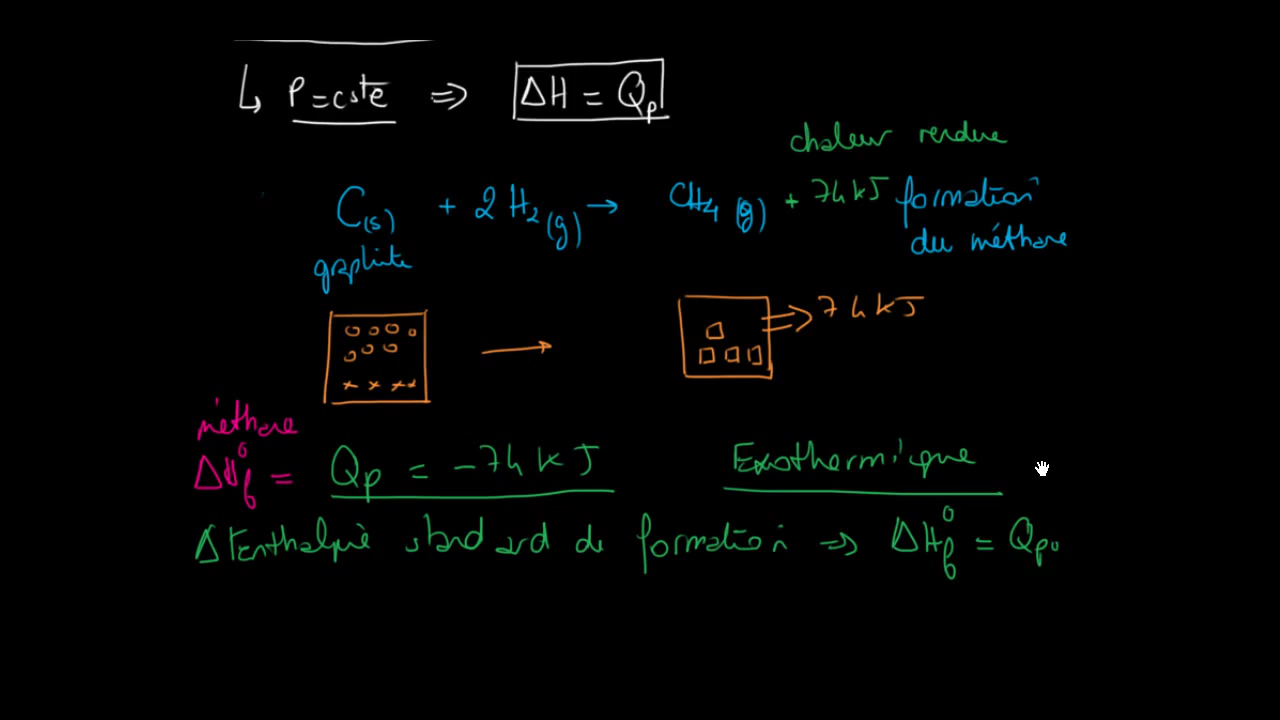 ↳ P = cste ⇒ ΔH = Qp
chaleur rendue
C(s) + 2 H₂(g) → CH₄(g) + 74 kJ formation
graphite du méthane
⇒ 74 kJ
méthane
ΔH°f = Qp = -74 kJ Exothermique
Δ enthalpie standard de formation ⇒ ΔH°f = Qp